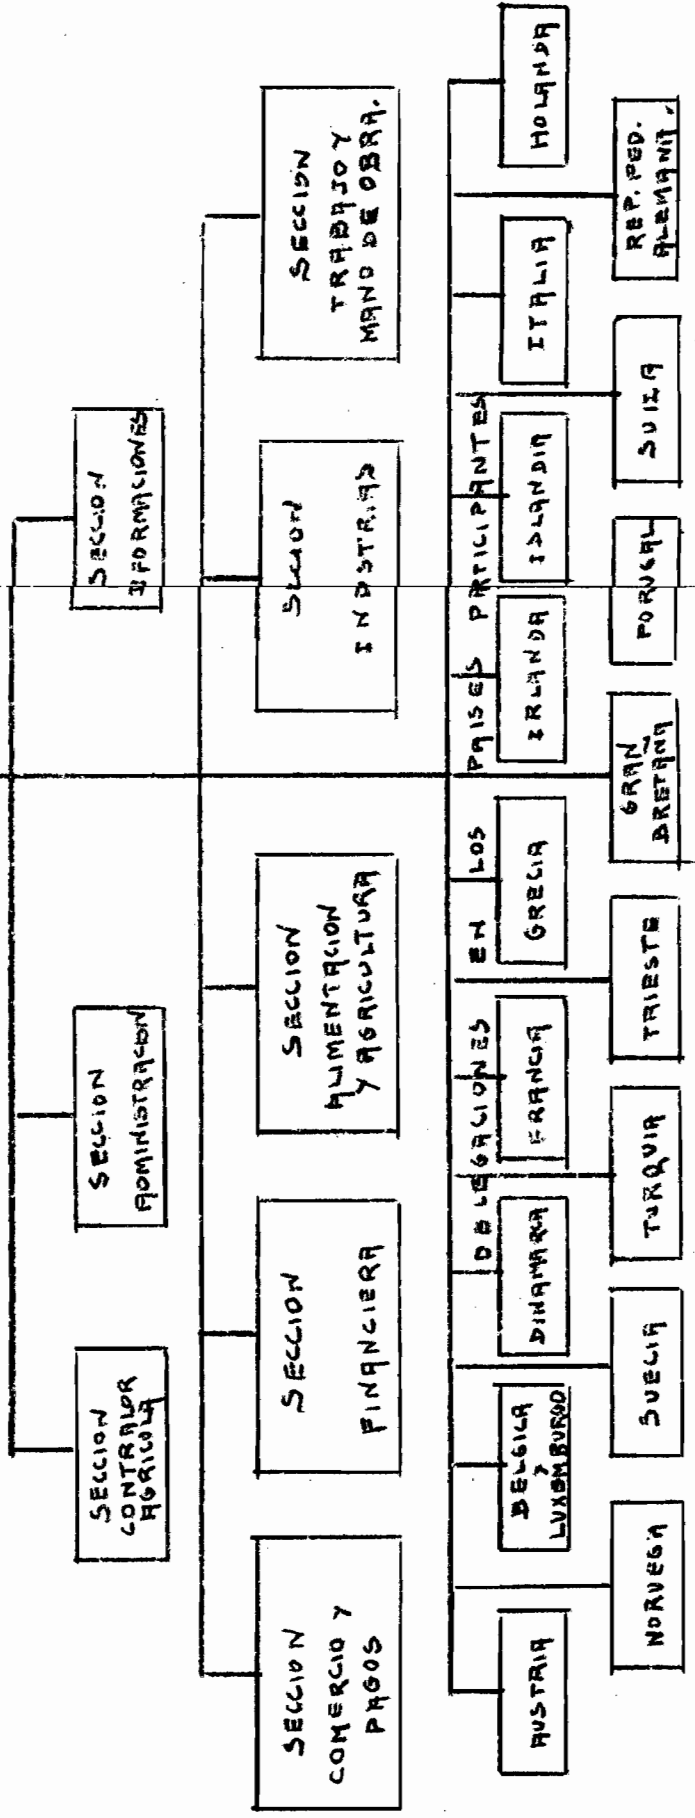 SECCION
CONTRALOR
AGRICOLA
SECCION
ADMINISTRACION
SECCION
INFORMACIONES
SECCION
COMERCIO Y
PAGOS
SECCION
FINANCIERA
SECCION
ALIMENTACION
Y AGRICULTURA
SECCION
INDSTRIAS
SECCION
TRABAJO Y
MANO DE OBRA.
DELEGACIONES EN LOS PAISES PARTICIPANTES
AUSTRIA
BELGICA
Y
LUXEMBURGO
DINAMARCA
FRANCIA
GRECIA
IRLANDA
ISLANDIA
ITALIA
HOLANDA
NORUEGA
SUECIA
TURQUIA
TRIESTE
GRAN
BRETAÑA
PORUGAL
SUIZA
REP. FED.
ALEMANIA.